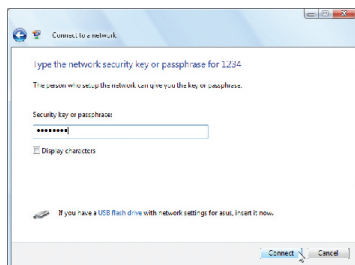 Connect to a network
Type the network security key or passphrase for 1234
The person who setup the network can give you the key or passphrase.
Security key or passphrase:
••••••••
Display characters
If you have a USB flash drive with network settings for asus, insert it now.
Connect
Cancel